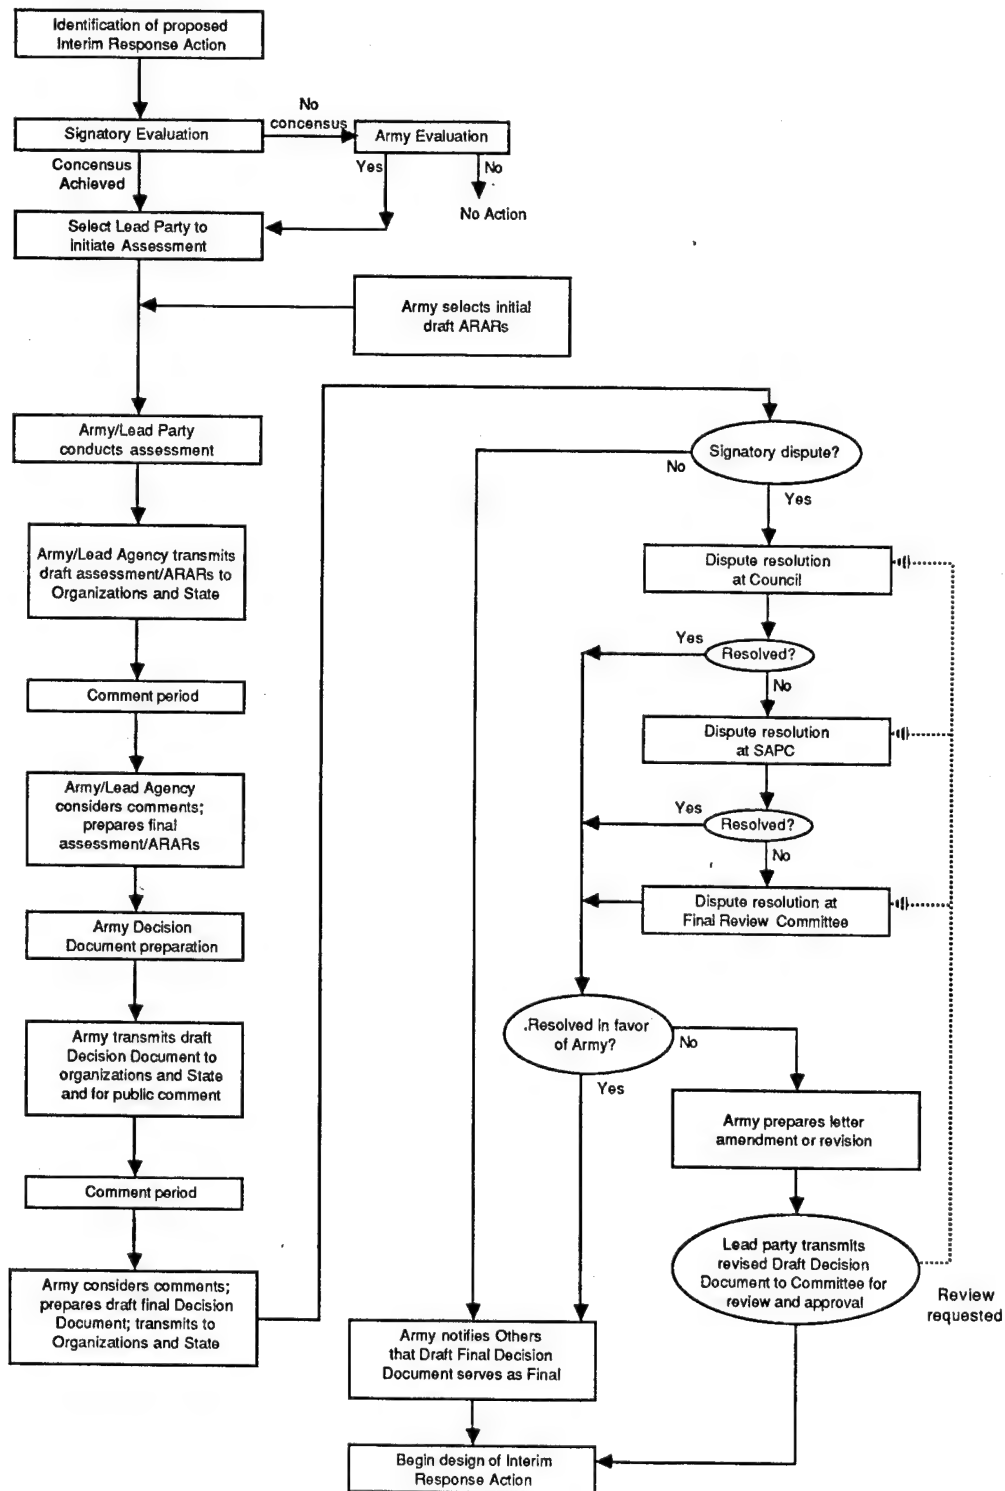 Identification of proposed
Interim Response Action
No
concensus
Signatory Evaluation
Army Evaluation
Concensus
Achieved
Yes
No
No Action
Select Lead Party to
initiate Assessment
Army selects initial
draft ARARs
Army/Lead Party
conducts assessment
Army/Lead Agency transmits
draft assessment/ARARs to
Organizations and State
Comment period
Army/Lead Agency
considers comments;
prepares final
assessment/ARARs
Army Decision
Document preparation
Army transmits draft
Decision Document to
organizations and State
and for public comment
Comment period
Army considers comments;
prepares draft final Decision
Document; transmits to
Organizations and State
Signatory dispute?
No
Yes
Dispute resolution
at Council
Yes
Resolved?
No
Dispute resolution
at SAPC
Yes
Resolved?
No
Dispute resolution at
Final Review Committee
.Resolved in favor
of Army?
No
Yes
Army prepares letter
amendment or revision
Lead party transmits
revised Draft Decision
Document to Committee for
review and approval
Review
requested
Army notifies Others
that Draft Final Decision
Document serves as Final
Begin design of Interim
Response Action